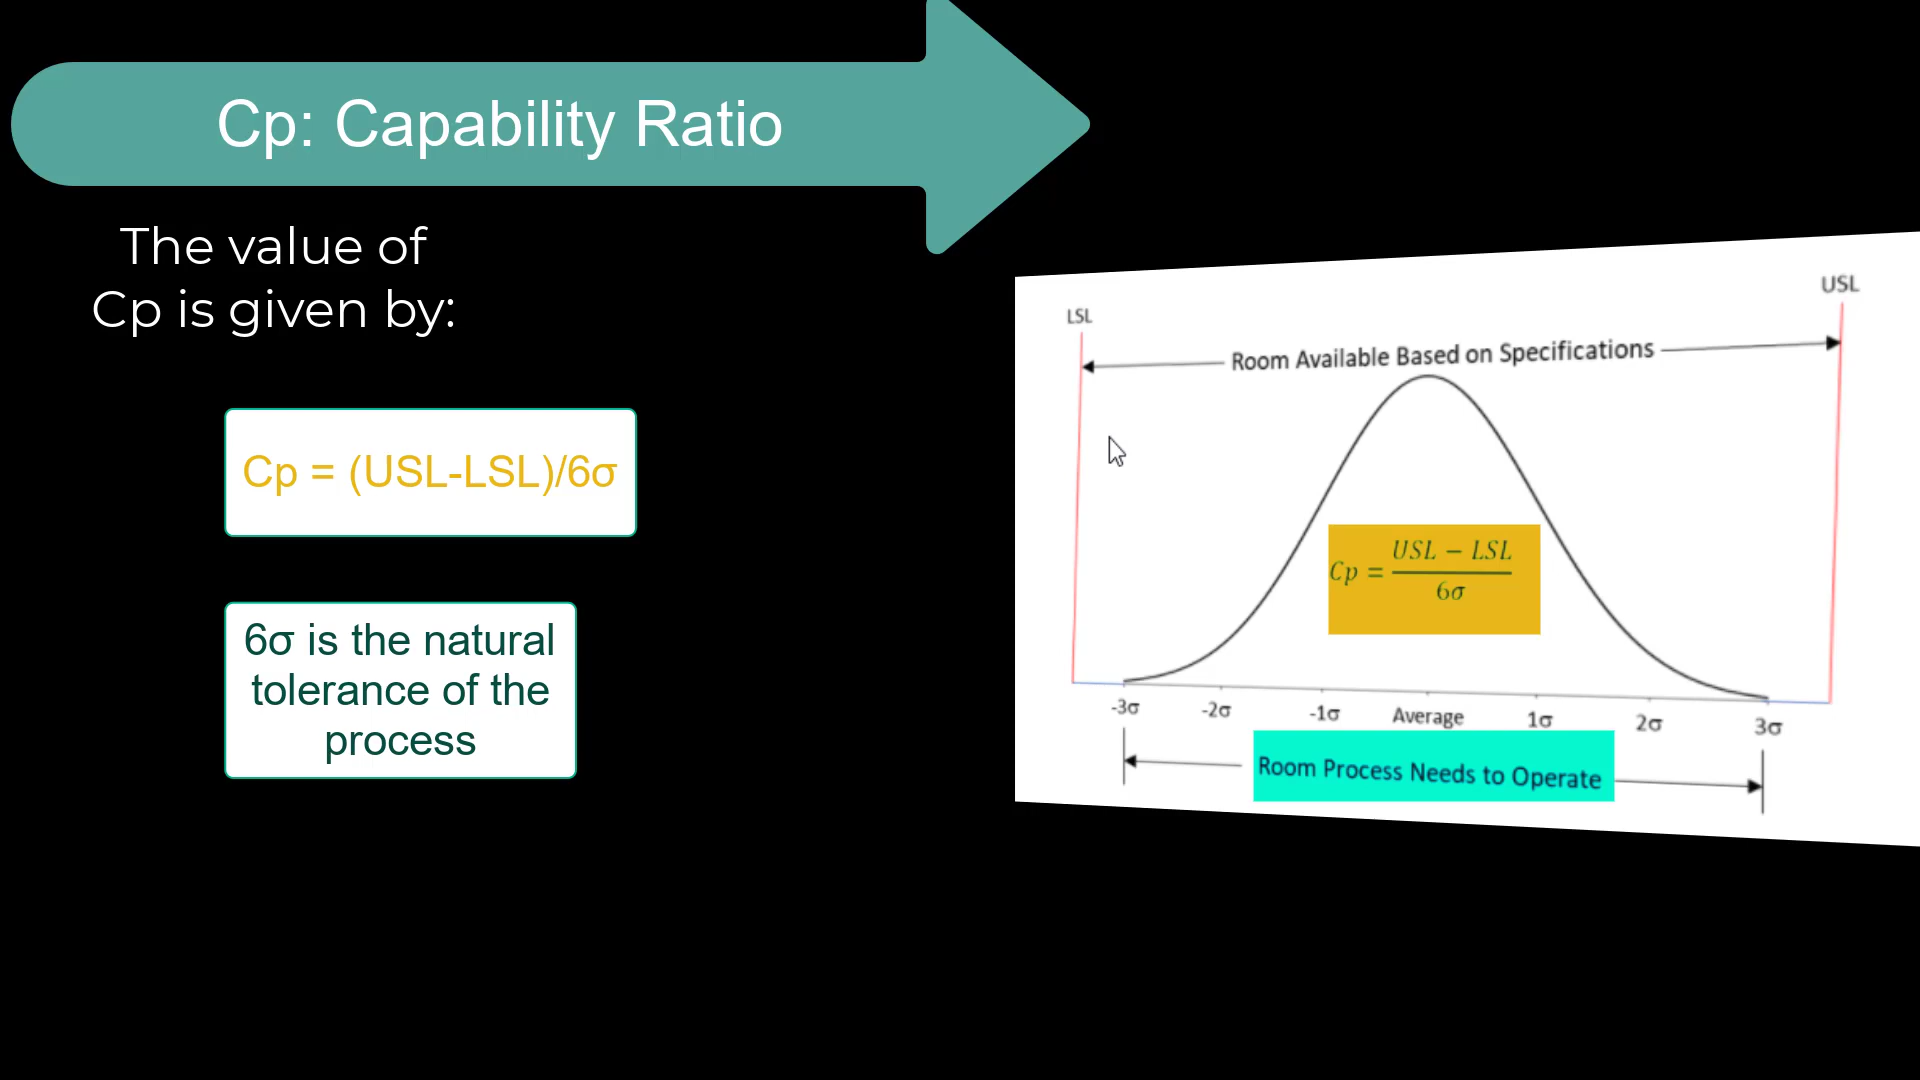 Cp: Capability Ratio
The value of
Cp is given by:
Cp = (USL-LSL)/6σ
6σ is the natural
tolerance of the
process
LSL
USL
Room Available Based on Specifications
Cp = USL − LSL
6σ
-3σ -2σ -1σ Average 1σ 2σ 3σ
Room Process Needs to Operate